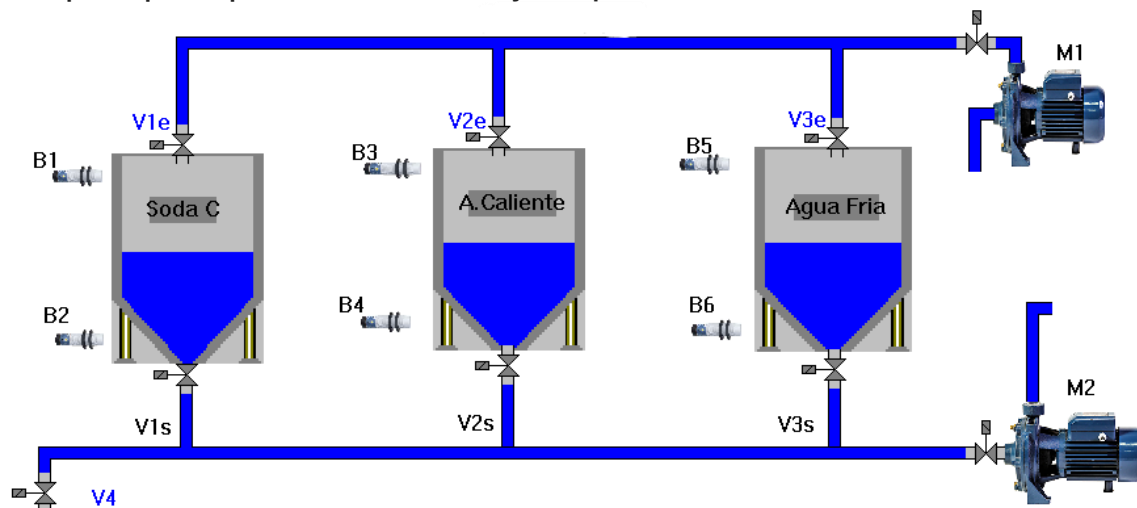 M1
V1e
V2e
V3e
B1
B3
B5
Soda C
A.Caliente
Agua Fria
B2
B4
B6
M2
V1s
V2s
V3s
V4